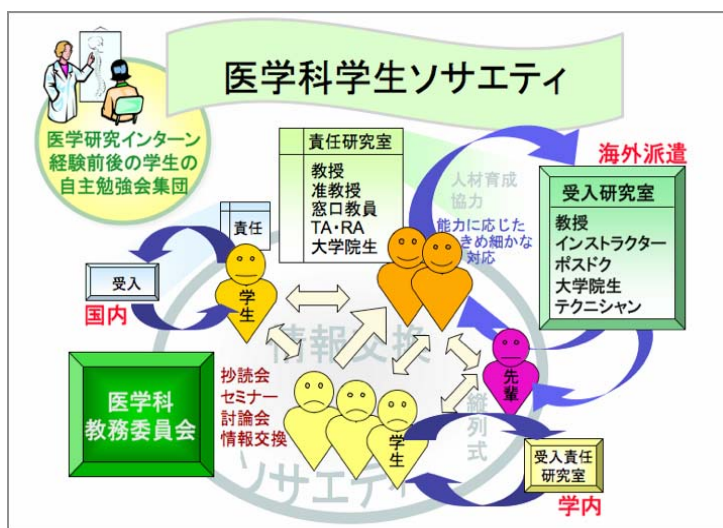 医学科学生ソサエティ
医学研究インターン
経験前後の学生の
自主勉強会集団
責任研究室
教授
准教授
窓口教員
TA・RA
大学院生
人材育成
協力
能力に応じた
きめ細かな
対応
海外派遣
受入研究室
教授
インストラクター
ポスドク
大学院生
テクニシャン
責任
受入
国内
学生
情報交換
先輩
医学科
教務委員会
抄読会
セミナー
討論会
情報交換
学生
縦列式
受入責任
研究室
学内
ソサエティ